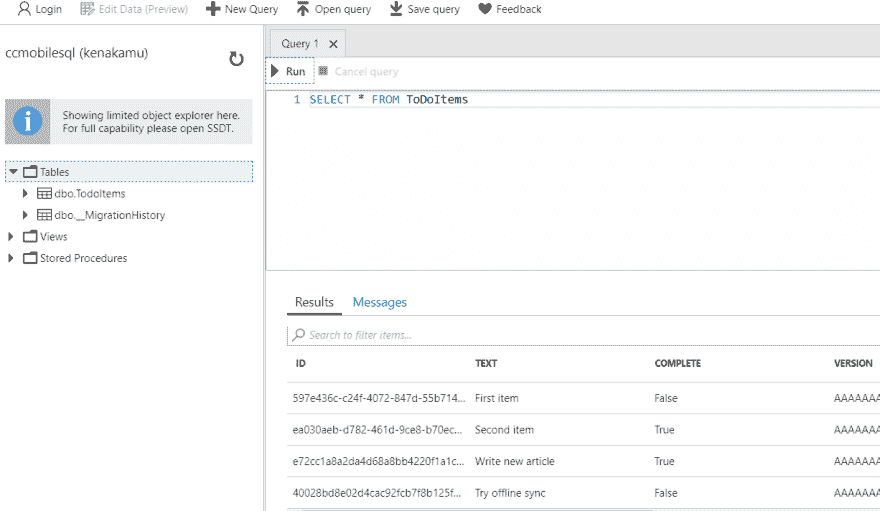 Login Edit Data (Preview) New Query Open query Save query Feedback
ccmobilesql (kenakamu)
Showing limited object explorer here.
For full capability please open SSDT.
Tables
dbo.TodoItems
dbo.__MigrationHistory
Views
Stored Procedures
Query 1
Run Cancel query
1 SELECT * FROM ToDoItems
Results Messages
Search to filter items...
ID TEXT COMPLETE VERSION
597e436c-c24f-4072-847d-55b714... First item False AAAAAAA
ea030aeb-d782-461d-9ce8-b70ec... Second item True AAAAAAA
e72cc1a8a2da4d68a8bb4220f1a1c... Write new article True AAAAAAA
40028bd8e02d4cac92fcb7f8b125f... Try offline sync False AAAAAAA